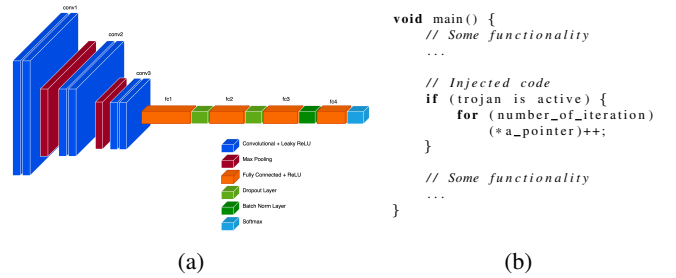 conv1
conv2
conv3
fc1 fc2 fc3 fc4
Convolutional + Leaky ReLU
Max Pooling
Fully Connected + ReLU
Dropout Layer
Batch Norm Layer
Softmax
(a)
void main() {
// Some functionality
...
// Injected code
if (trojan is active) {
for (number_of_iteration)
(*a_pointer)++;
}
// Some functionality
...
}
(b)